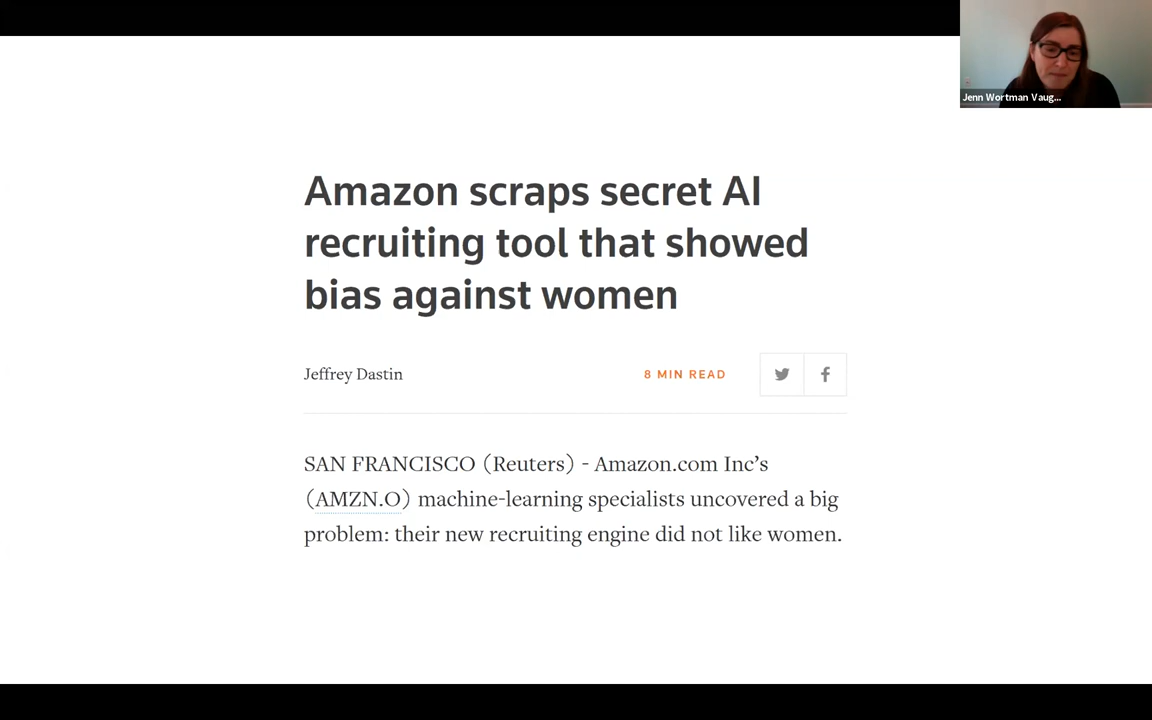 Jenn Wortman Vaug...
Amazon scraps secret AI
recruiting tool that showed
bias against women
Jeffrey Dastin
8 MIN READ
SAN FRANCISCO (Reuters) - Amazon.com Inc’s
(AMZN.O) machine-learning specialists uncovered a big
problem: their new recruiting engine did not like women.